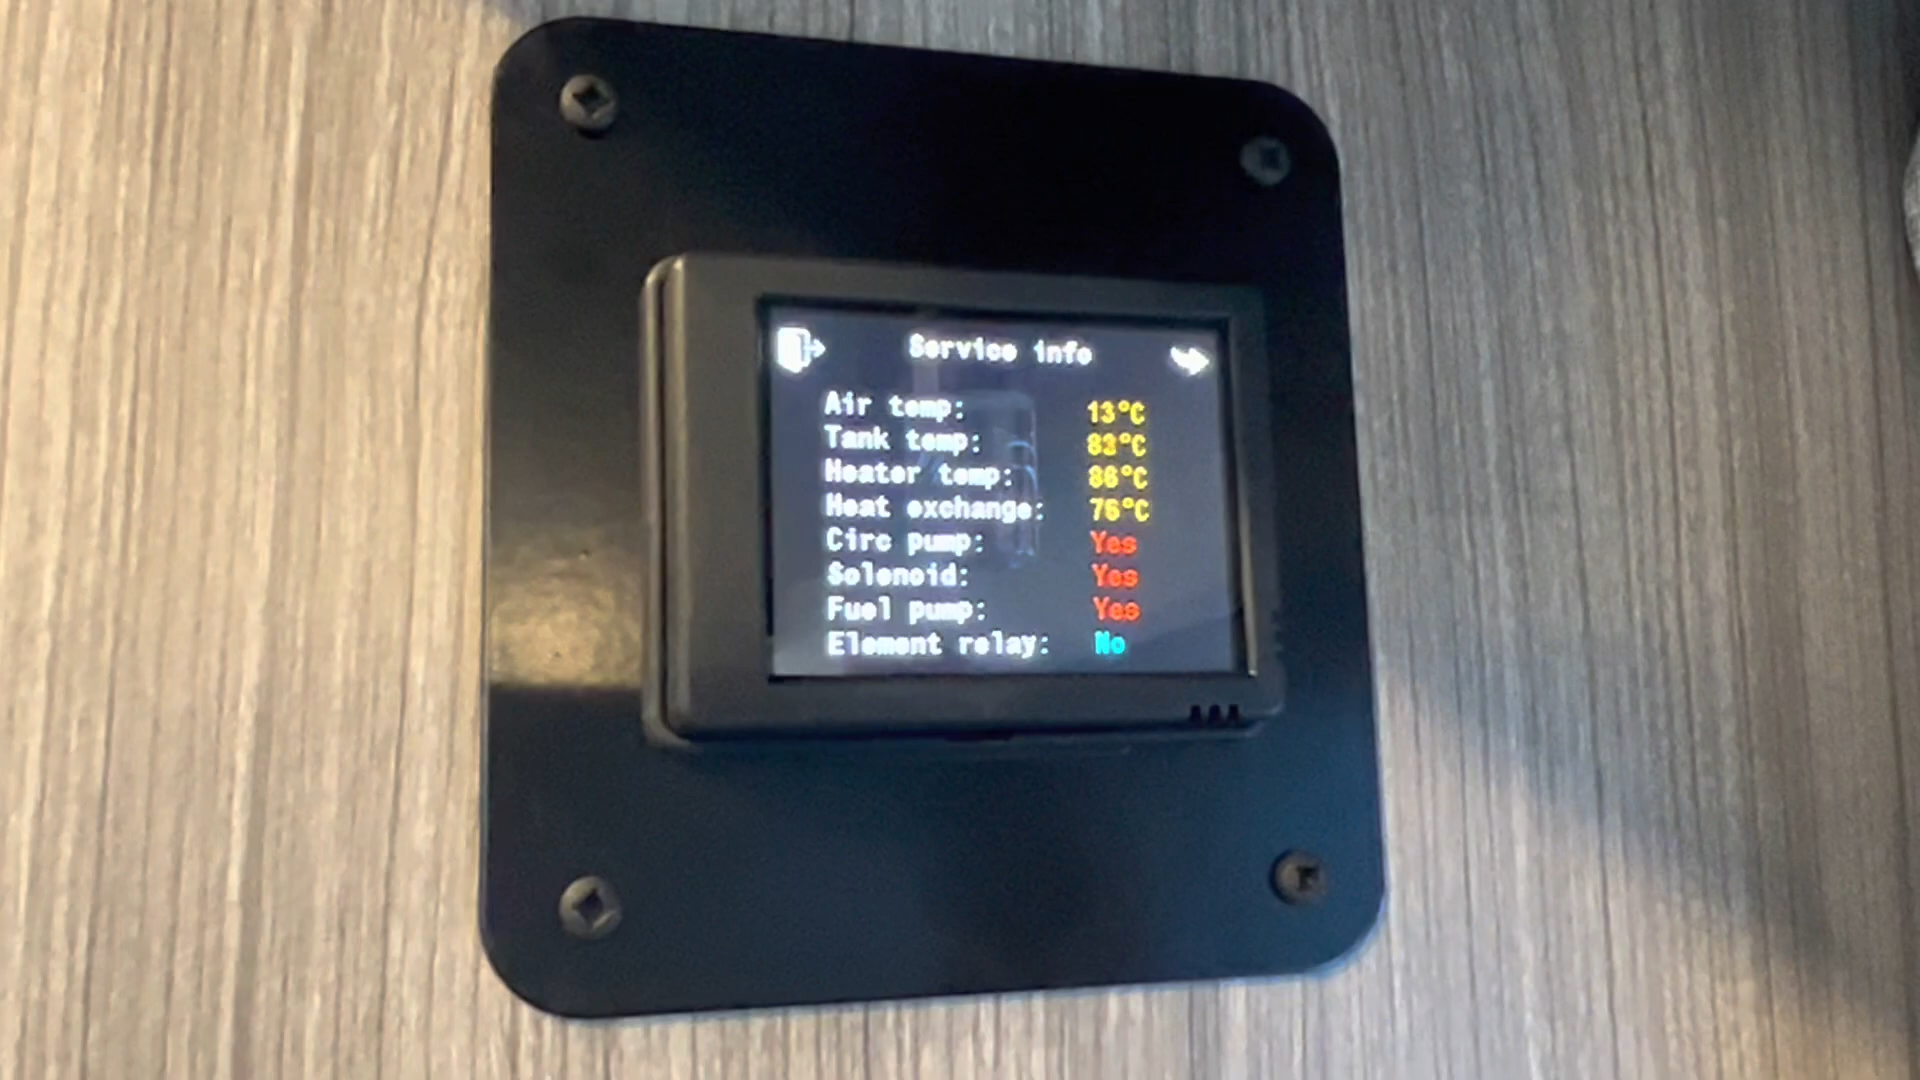 Service info
Air temp: 13°C
Tank temp: 83°C
Heater temp: 86°C
Heat exchange: 76°C
Circ pump: Yes
Solenoid: Yes
Fuel pump: Yes
Element relay: No